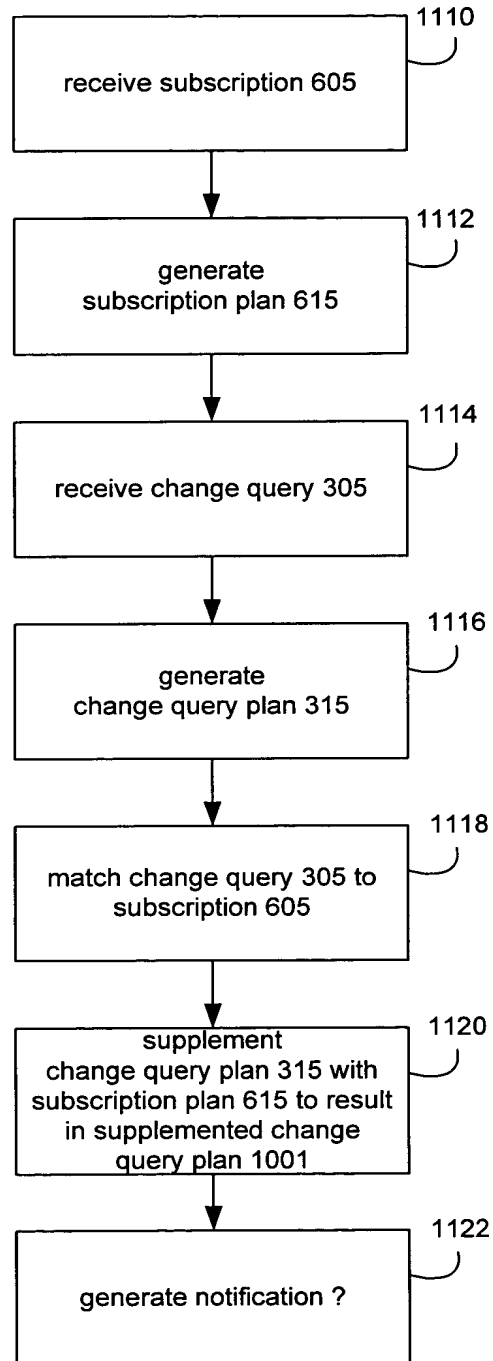 1110
receive subscription 605
1112
generate
subscription plan 615
1114
receive change query 305
1116
generate
change query plan 315
1118
match change query 305 to
subscription 605
1120
supplement
change query plan 315 with
subscription plan 615 to result
in supplemented change
query plan 1001
1122
generate notification ?